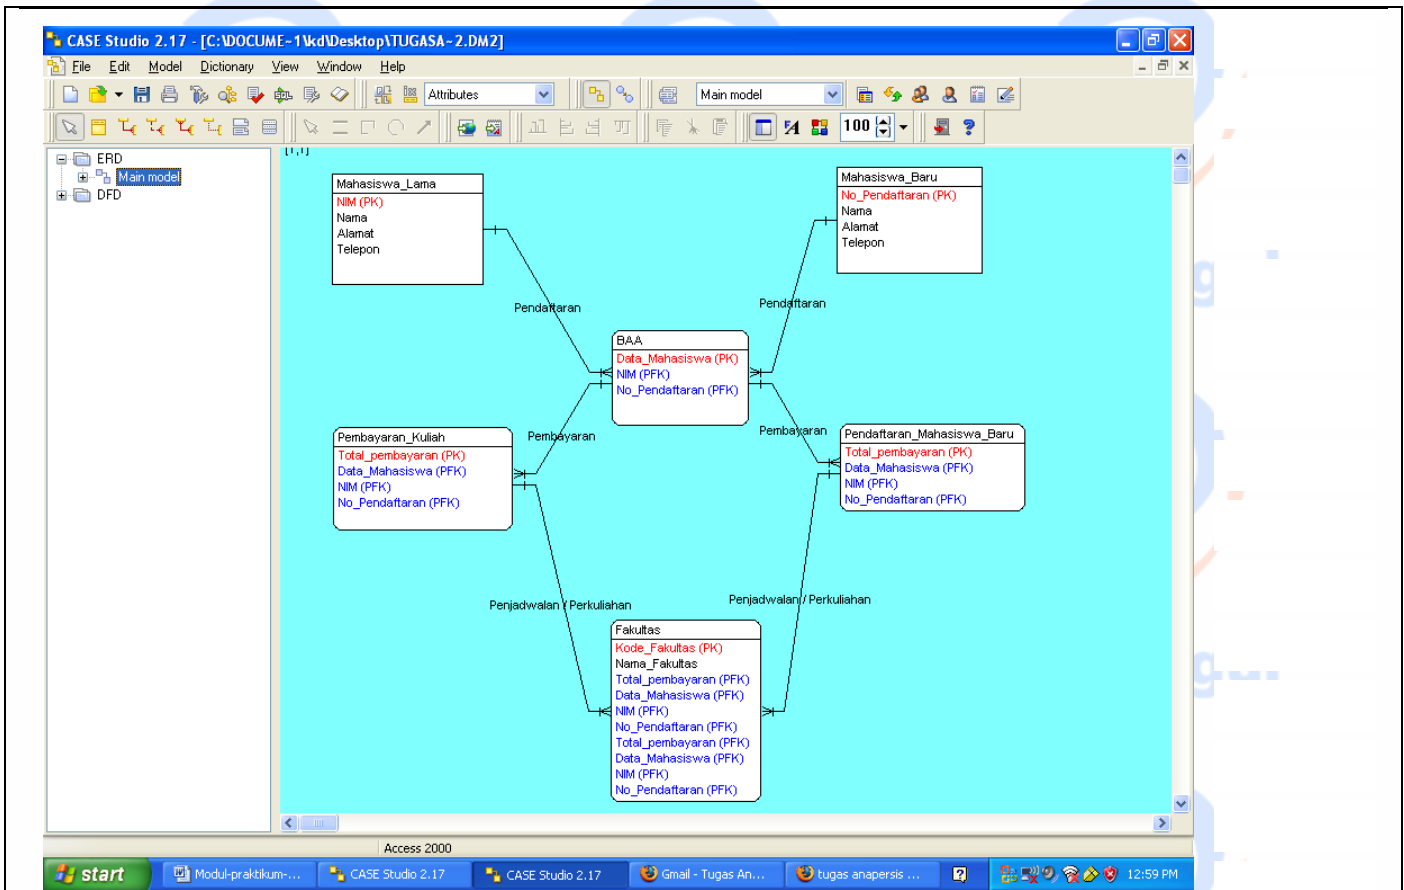 CASE Studio 2.17 - [C:\DOCUME~1\kd\Desktop\TUGASA~2.DM2]
File Edit Model Dictionary View Window Help
Attributes
Main model
100
ERD
Main model
DFD
[1,1]
Mahasiswa_Lama
NIM (PK)
Nama
Alamat
Telepon
Mahasiswa_Baru
No_Pendaftaran (PK)
Nama
Alamat
Telepon
Pendaftaran
Pendaftaran
BAA
Data_Mahasiswa (PK)
NIM (PFK)
No_Pendaftaran (PFK)
Pembayaran
Pembayaran
Pembayaran_Kuliah
Total_pembayaran (PK)
Data_Mahasiswa (PFK)
NIM (PFK)
No_Pendaftaran (PFK)
Pendaftaran_Mahasiswa_Baru
Total_pembayaran (PK)
Data_Mahasiswa (PFK)
NIM (PFK)
No_Pendaftaran (PFK)
Penjadwalan / Perkuliahan
Penjadwalan / Perkuliahan
Fakultas
Kode_Fakultas (PK)
Nama_Fakultas
Total_pembayaran (PFK)
Data_Mahasiswa (PFK)
NIM (PFK)
No_Pendaftaran (PFK)
Total_pembayaran (PFK)
Data_Mahasiswa (PFK)
NIM (PFK)
No_Pendaftaran (PFK)
Access 2000
start
Modul-praktikum-...
CASE Studio 2.17
CASE Studio 2.17
Gmail - Tugas An...
tugas anapersis ...
12:59 PM